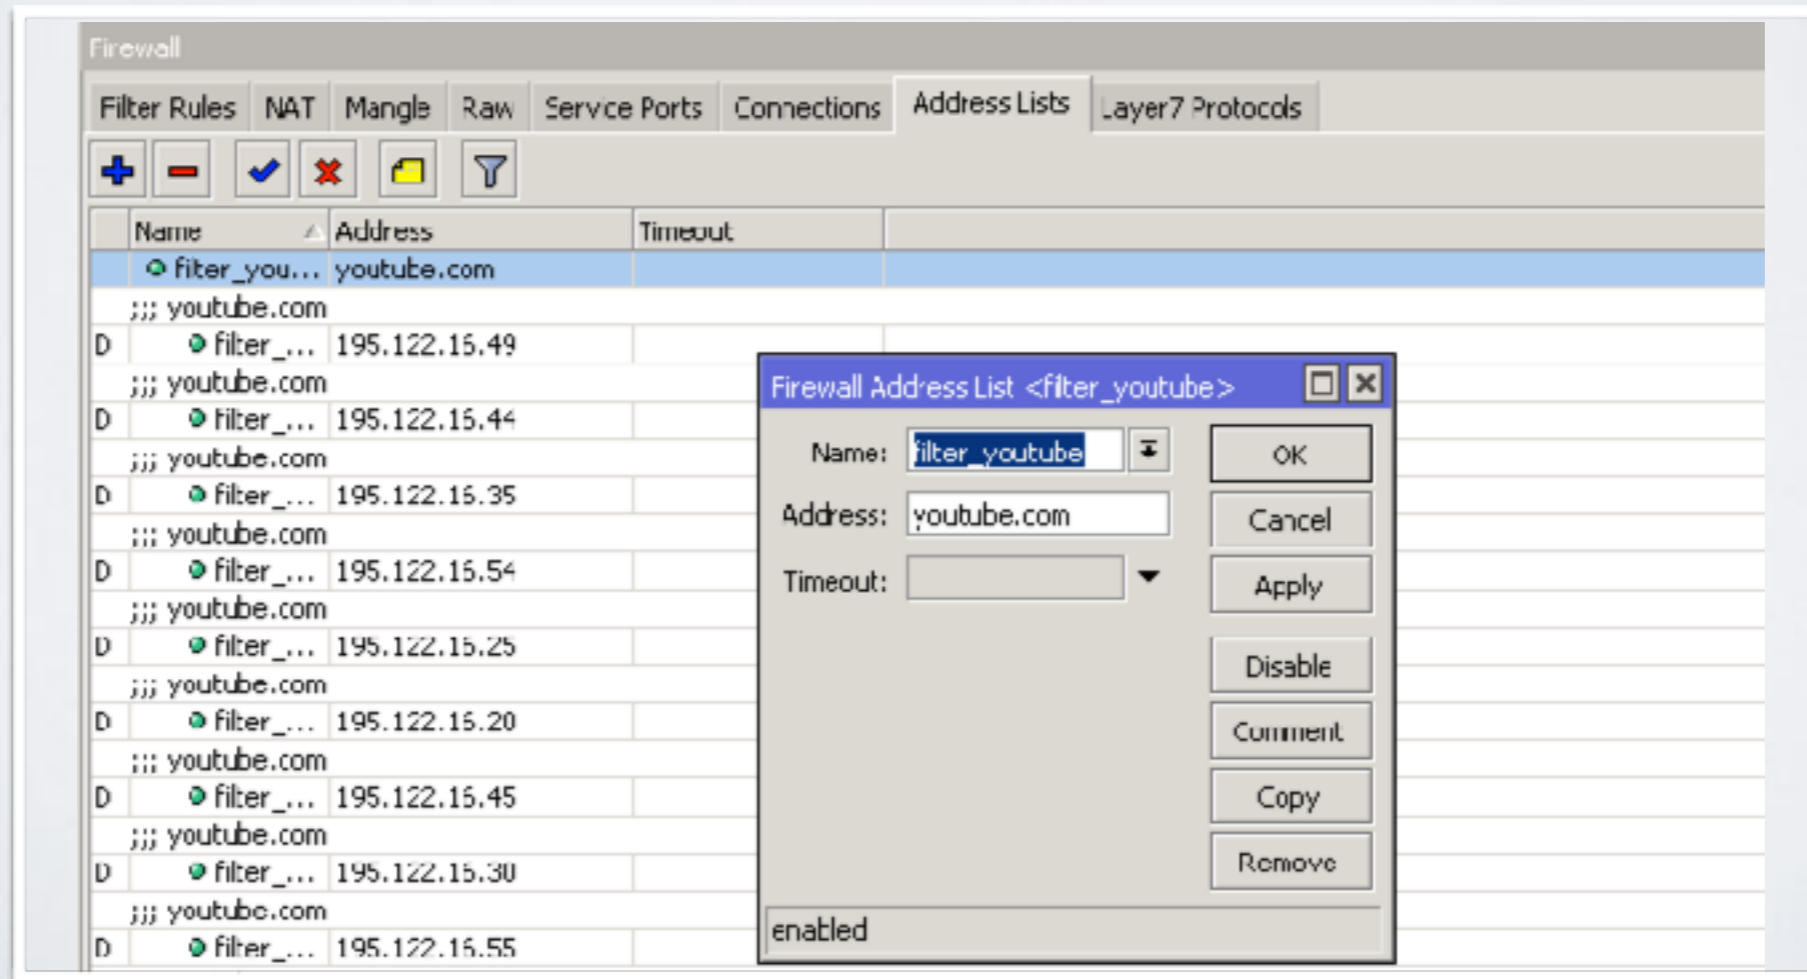 Firewall
Filter Rules NAT Mangle Raw Service Ports Connections Address Lists Layer7 Protocols
Name Address Timeout
filter_you... youtube.com
;;; youtube.com
D filter_... 195.122.16.49
;;; youtube.com
D filter_... 195.122.16.44
;;; youtube.com
D filter_... 195.122.16.35
;;; youtube.com
D filter_... 195.122.16.54
;;; youtube.com
D filter_... 195.122.16.25
;;; youtube.com
D filter_... 195.122.16.20
;;; youtube.com
D filter_... 195.122.16.45
;;; youtube.com
D filter_... 195.122.16.30
;;; youtube.com
D filter_... 195.122.16.55
Firewall Address List <filter_youtube>
Name: filter_youtube
Address: youtube.com
Timeout:
OK
Cancel
Apply
Disable
Comment
Copy
Remove
enabled